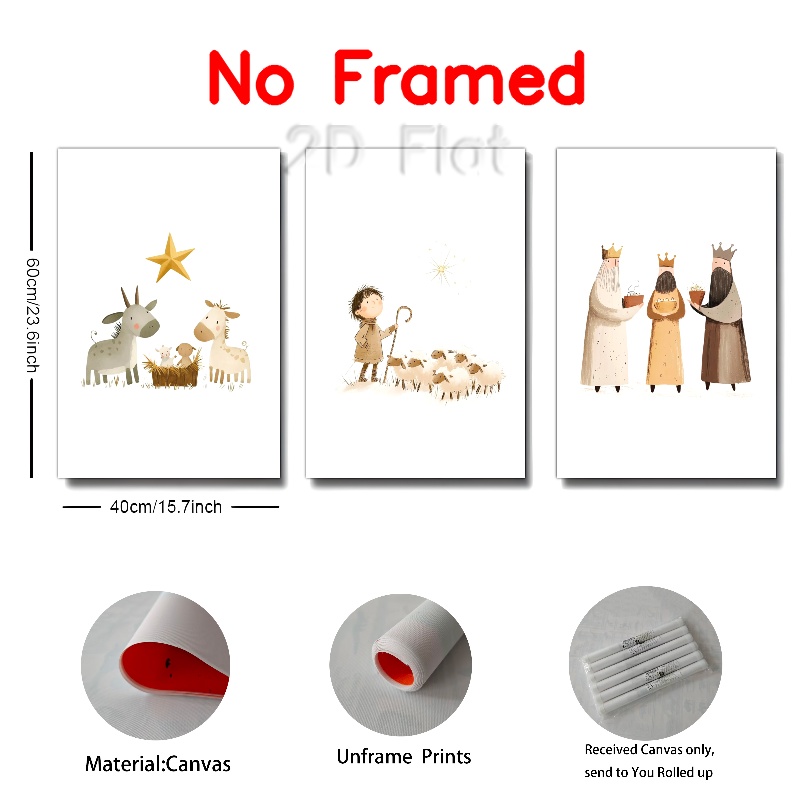 No Framed
2D Flat
60cm/23.6inch
40cm/15.7inch
Material:Canvas
Unframe Prints
Received Canvas only,
send to You Rolled up